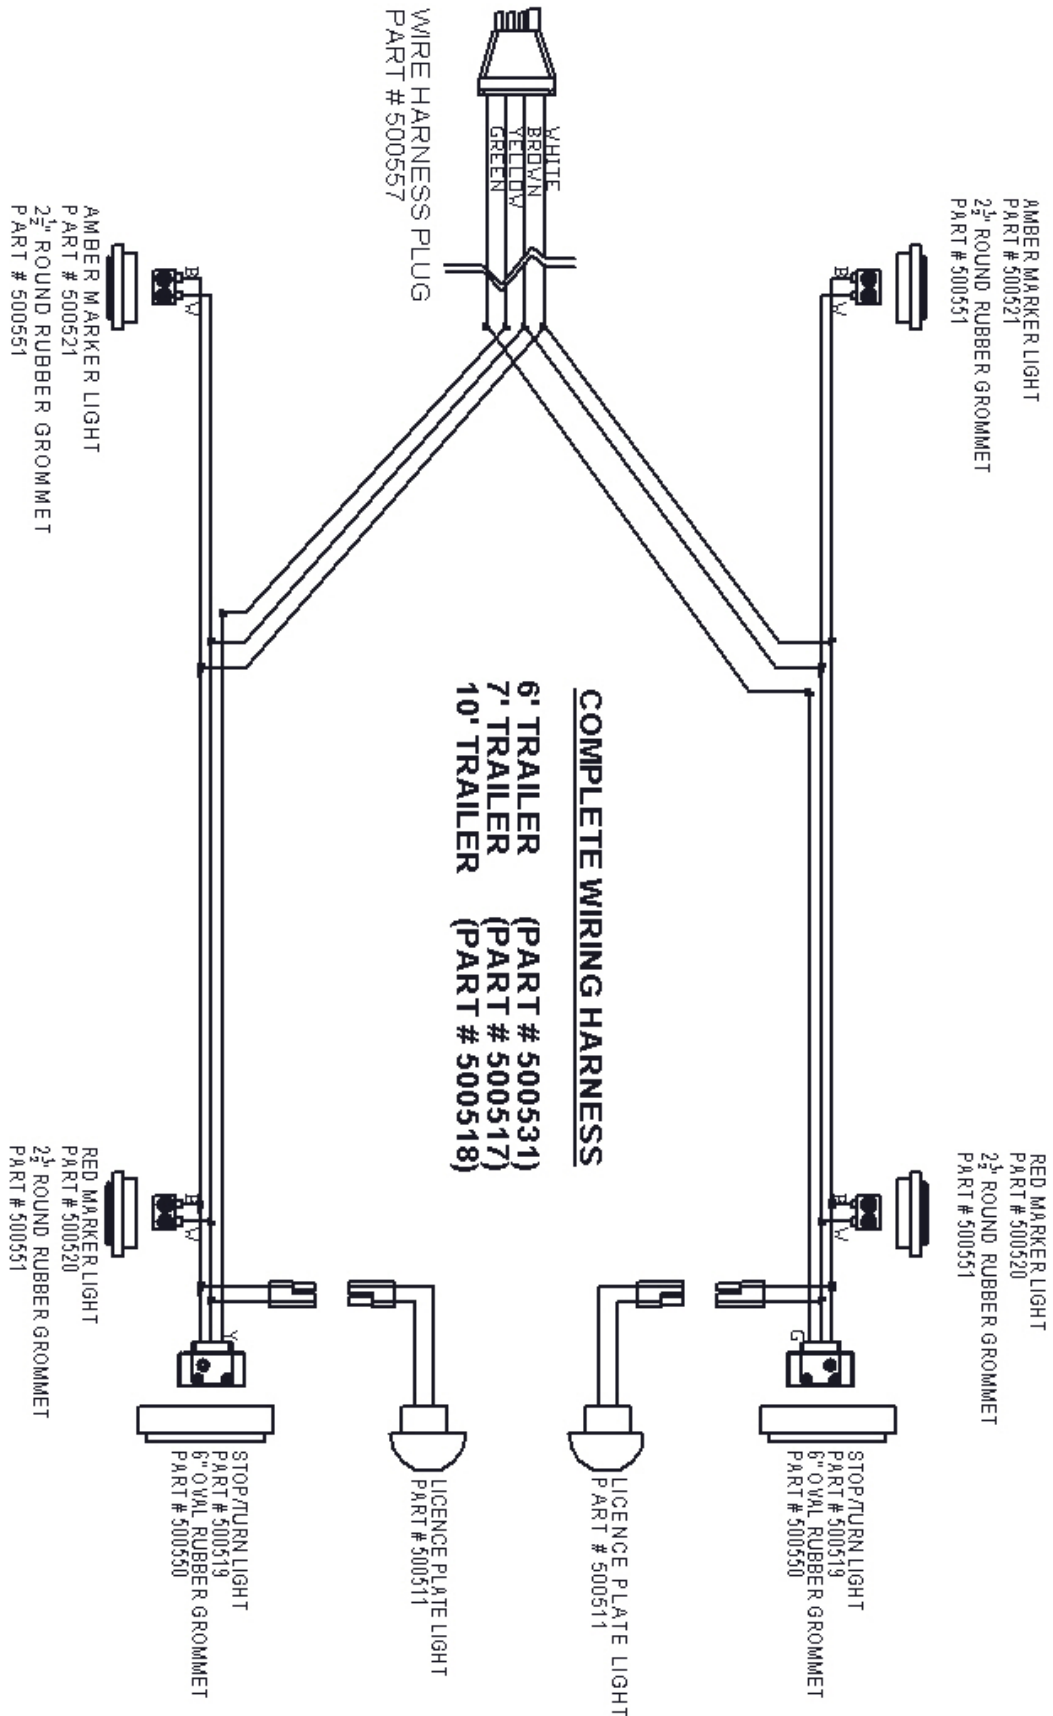 WIRE HARNESS PLUG
PART # 500557
WHITE
BROWN
YELLOW
GREEN
AMBER MARKER LIGHT
PART # 500521
2½" ROUND RUBBER GROMMET
PART # 500551
B
W
RED MARKER LIGHT
PART # 500520
2½" ROUND RUBBER GROMMET
PART # 500551
B
W
G
STOP/TURN LIGHT
PART # 500519
6" OVAL RUBBER GROMMET
PART # 500550
COMPLETE WIRING HARNESS
6' TRAILER (PART # 500531)
7' TRAILER (PART # 500517)
10' TRAILER (PART # 500518)
LICENCE PLATE LIGHT
PART # 500511
LICENCE PLATE LIGHT
PART # 500511
B
W
AMBER MARKER LIGHT
PART # 500521
2½" ROUND RUBBER GROMMET
PART # 500551
B
W
RED MARKER LIGHT
PART # 500520
2½" ROUND RUBBER GROMMET
PART # 500551
Y
STOP/TURN LIGHT
PART # 500519
6" OVAL RUBBER GROMMET
PART # 500550